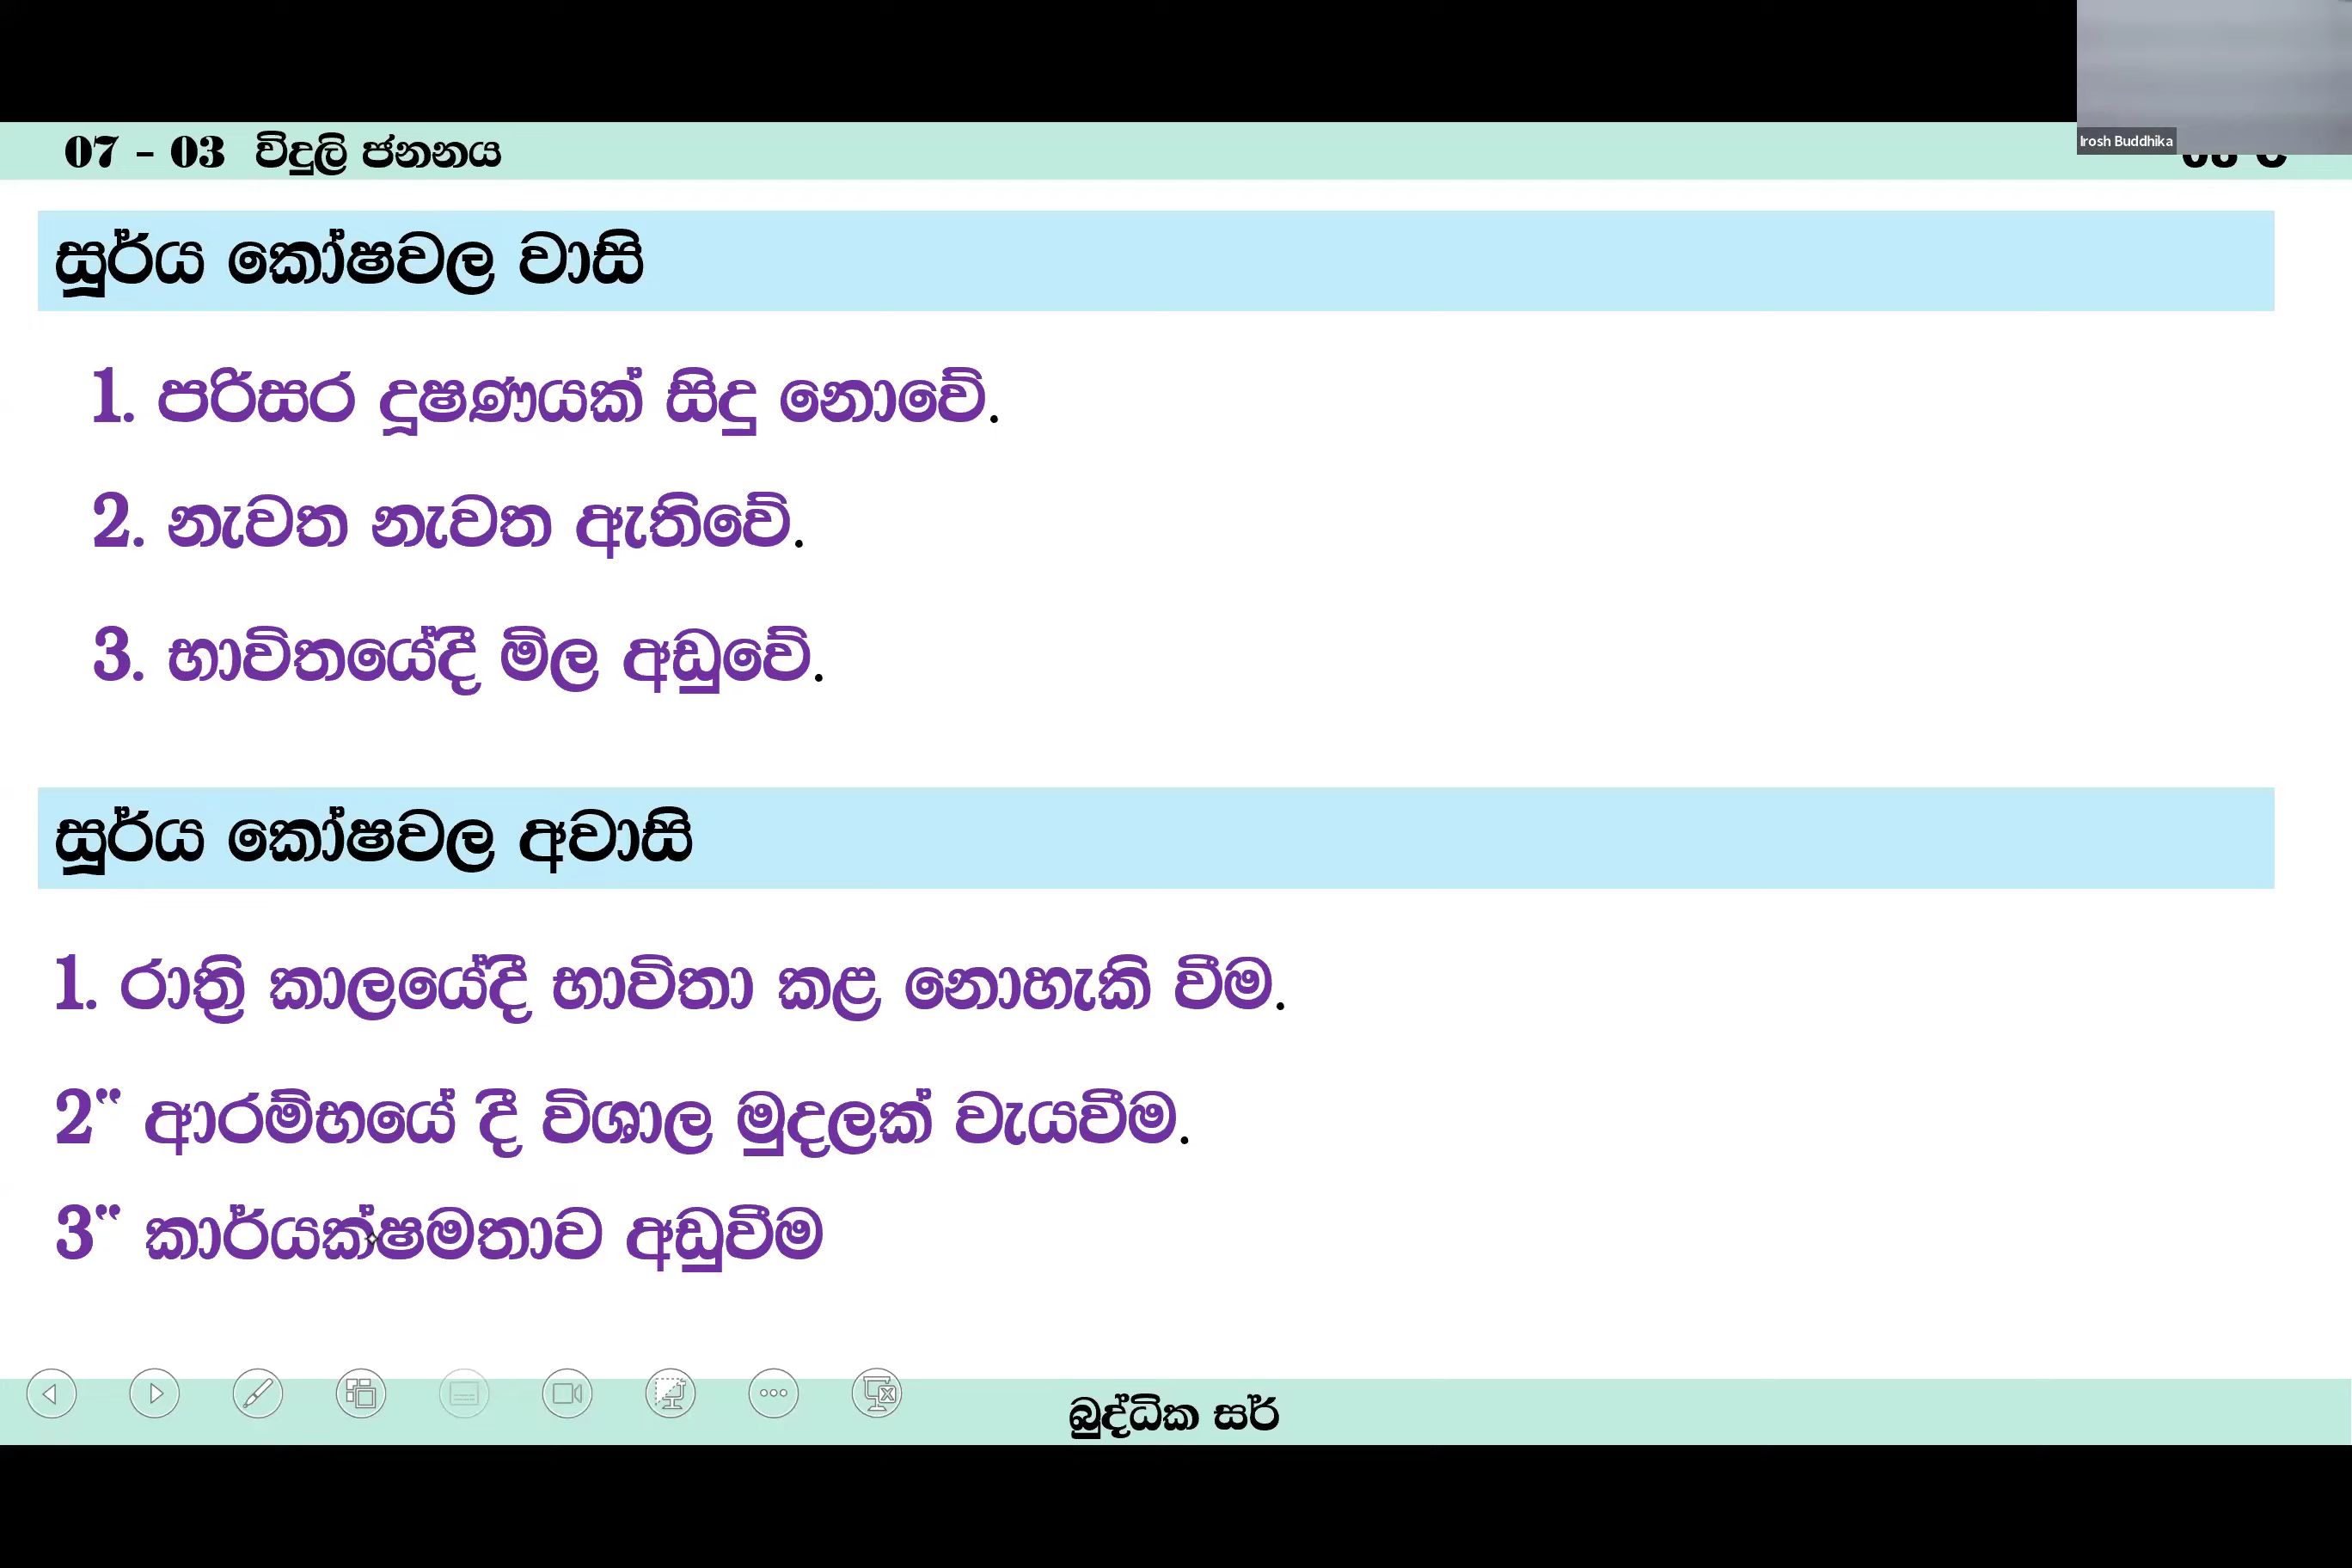 Irosh Buddhika
07 - 03 විදුලි ජනනය
සූර්ය කෝෂවල වාසි
1. පරිසර දූෂණයක් සිදු නොවේ.
2. නැවත නැවත ඇතිවේ.
3. භාවිතයේදී මිල අඩුවේ.
සූර්ය කෝෂවල අවාසි
1. රාත්‍රි කාලයේදී භාවිතා කළ නොහැකි වීම.
2“ ආරම්භයේ දී විශාල මුදලක් වැයවීම.
3“ කාර්යක්ෂමතාව අඩුවීම
බුද්ධික සර්